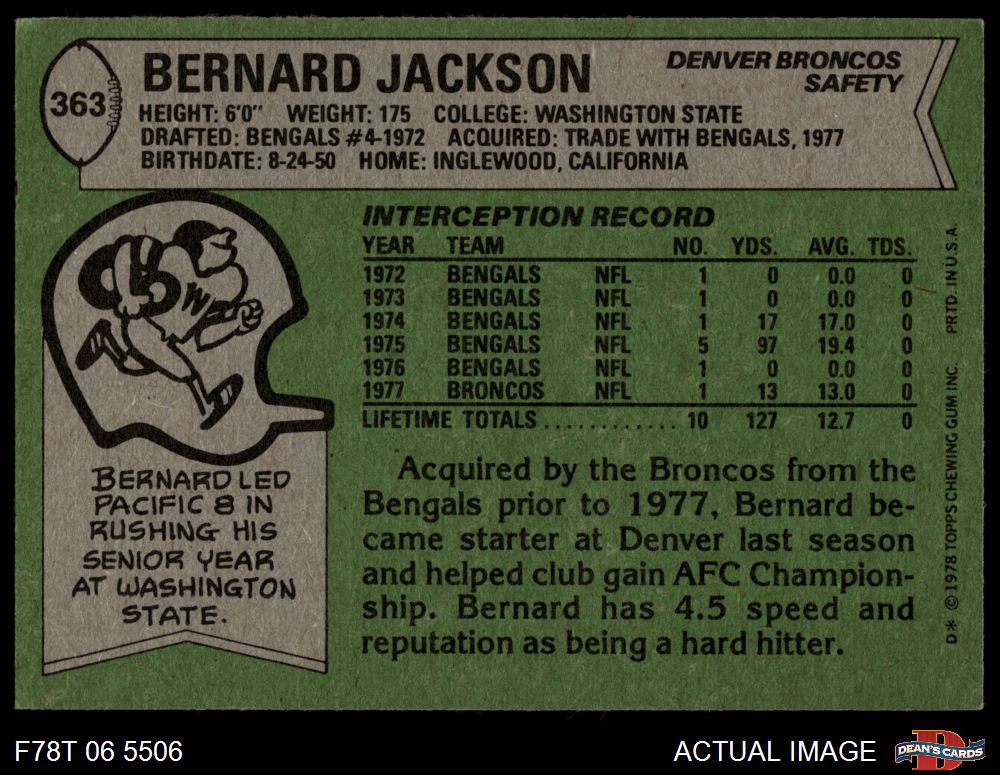 363
BERNARD JACKSON
DENVER BRONCOS
SAFETY
HEIGHT: 6'0" WEIGHT: 175 COLLEGE: WASHINGTON STATE
DRAFTED: BENGALS #4-1972 ACQUIRED: TRADE WITH BENGALS, 1977
BIRTHDATE: 8-24-50 HOME: INGLEWOOD, CALIFORNIA
W
BERNARD LED
PACIFIC 8 IN
RUSHING HIS
SENIOR YEAR
AT WASHINGTON
STATE.
INTERCEPTION RECORD
YEAR TEAM NO. YDS. AVG. TDS.
1972 BENGALS NFL 1 0 0.0 0
1973 BENGALS NFL 1 0 0.0 0
1974 BENGALS NFL 1 17 17.0 0
1975 BENGALS NFL 5 97 19.4 0
1976 BENGALS NFL 1 0 0.0 0
1977 BRONCOS NFL 1 13 13.0 0
LIFETIME TOTALS ............ 10 127 12.7 0
Acquired by the Broncos from the
Bengals prior to 1977, Bernard be-
came starter at Denver last season
and helped club gain AFC Champion-
ship. Bernard has 4.5 speed and
reputation as being a hard hitter.
D* © 1978 TOPPS CHEWING GUM INC. PRTD. IN U.S.A.
F78T 06 5506
ACTUAL IMAGE
D
DEAN'S CARDS